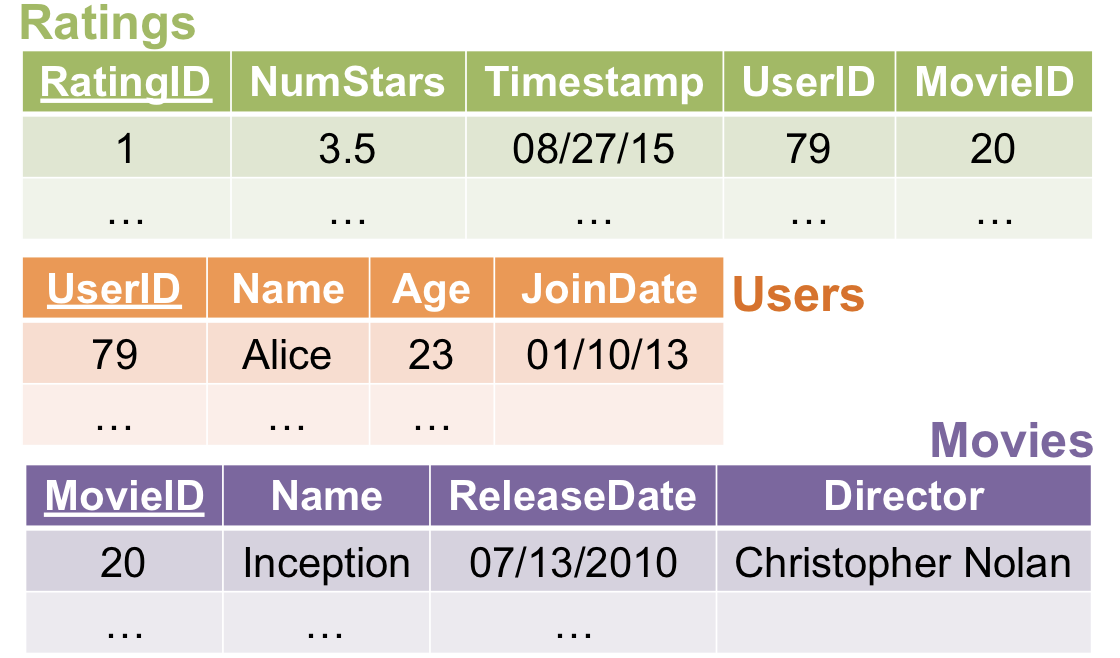 Ratings
RatingID NumStars Timestamp UserID MovieID
1 3.5 08/27/15 79 20
… … … … …
UserID Name Age JoinDate Users
79 Alice 23 01/10/13
… … …
Movies
MovieID Name ReleaseDate Director
20 Inception 07/13/2010 Christopher Nolan
… … …